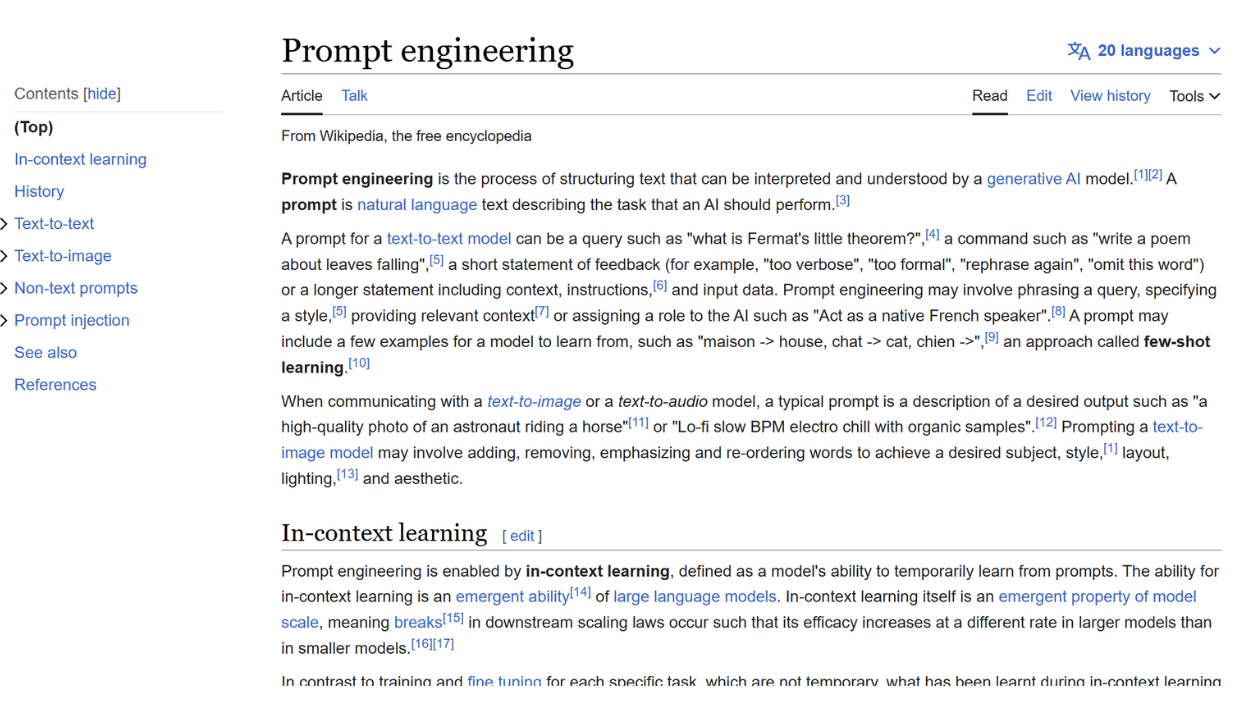 Prompt engineering
20 languages
Contents [hide]
(Top)
In-context learning
History
Text-to-text
Text-to-image
Non-text prompts
Prompt injection
See also
References
Article Talk
Read Edit View history Tools
From Wikipedia, the free encyclopedia
Prompt engineering is the process of structuring text that can be interpreted and understood by a generative AI model.[1][2] A
prompt is natural language text describing the task that an AI should perform.[3]
A prompt for a text-to-text model can be a query such as "what is Fermat's little theorem?",[4] a command such as "write a poem
about leaves falling",[5] a short statement of feedback (for example, "too verbose", "too formal", "rephrase again", "omit this word")
or a longer statement including context, instructions,[6] and input data. Prompt engineering may involve phrasing a query, specifying
a style,[5] providing relevant context[7] or assigning a role to the AI such as "Act as a native French speaker".[8] A prompt may
include a few examples for a model to learn from, such as "maison -> house, chat -> cat, chien ->",[9] an approach called few-shot
learning.[10]
When communicating with a text-to-image or a text-to-audio model, a typical prompt is a description of a desired output such as "a
high-quality photo of an astronaut riding a horse"[11] or "Lo-fi slow BPM electro chill with organic samples".[12] Prompting a text-to-
image model may involve adding, removing, emphasizing and re-ordering words to achieve a desired subject, style,[1] layout,
lighting,[13] and aesthetic.
In-context learning [ edit ]
Prompt engineering is enabled by in-context learning, defined as a model's ability to temporarily learn from prompts. The ability for
in-context learning is an emergent ability[14] of large language models. In-context learning itself is an emergent property of model
scale, meaning breaks[15] in downstream scaling laws occur such that its efficacy increases at a different rate in larger models than
in smaller models.[16][17]
In contrast to training and fine tuning for each specific task, which are not temporary, what has been learnt during in-context learning